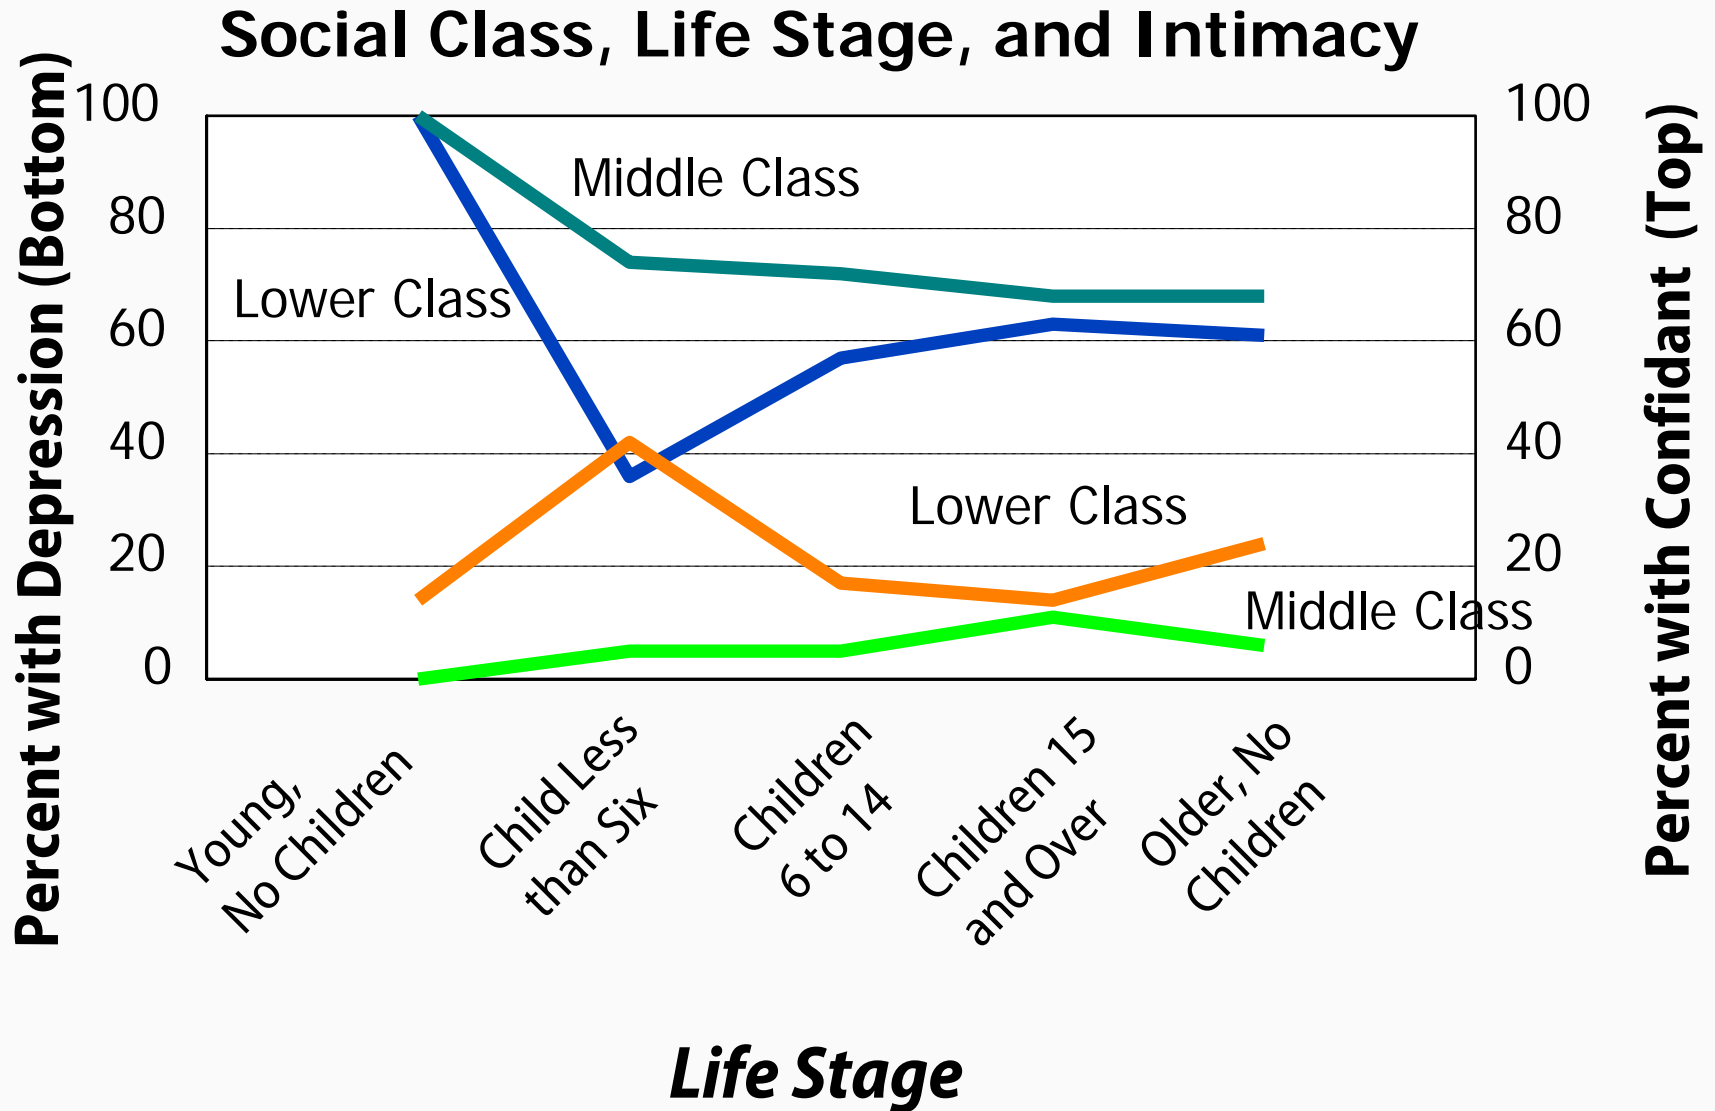 Social Class, Life Stage, and Intimacy
Percent with Depression (Bottom)
100
80
60
40
20
0
Middle Class
Lower Class
Lower Class
Middle Class
100
80
60
40
20
0
Percent with Confidant (Top)
Young,
No Children
Child Less
than Six
Children
6 to 14
Children 15
and Over
Older, No
Children
Life Stage